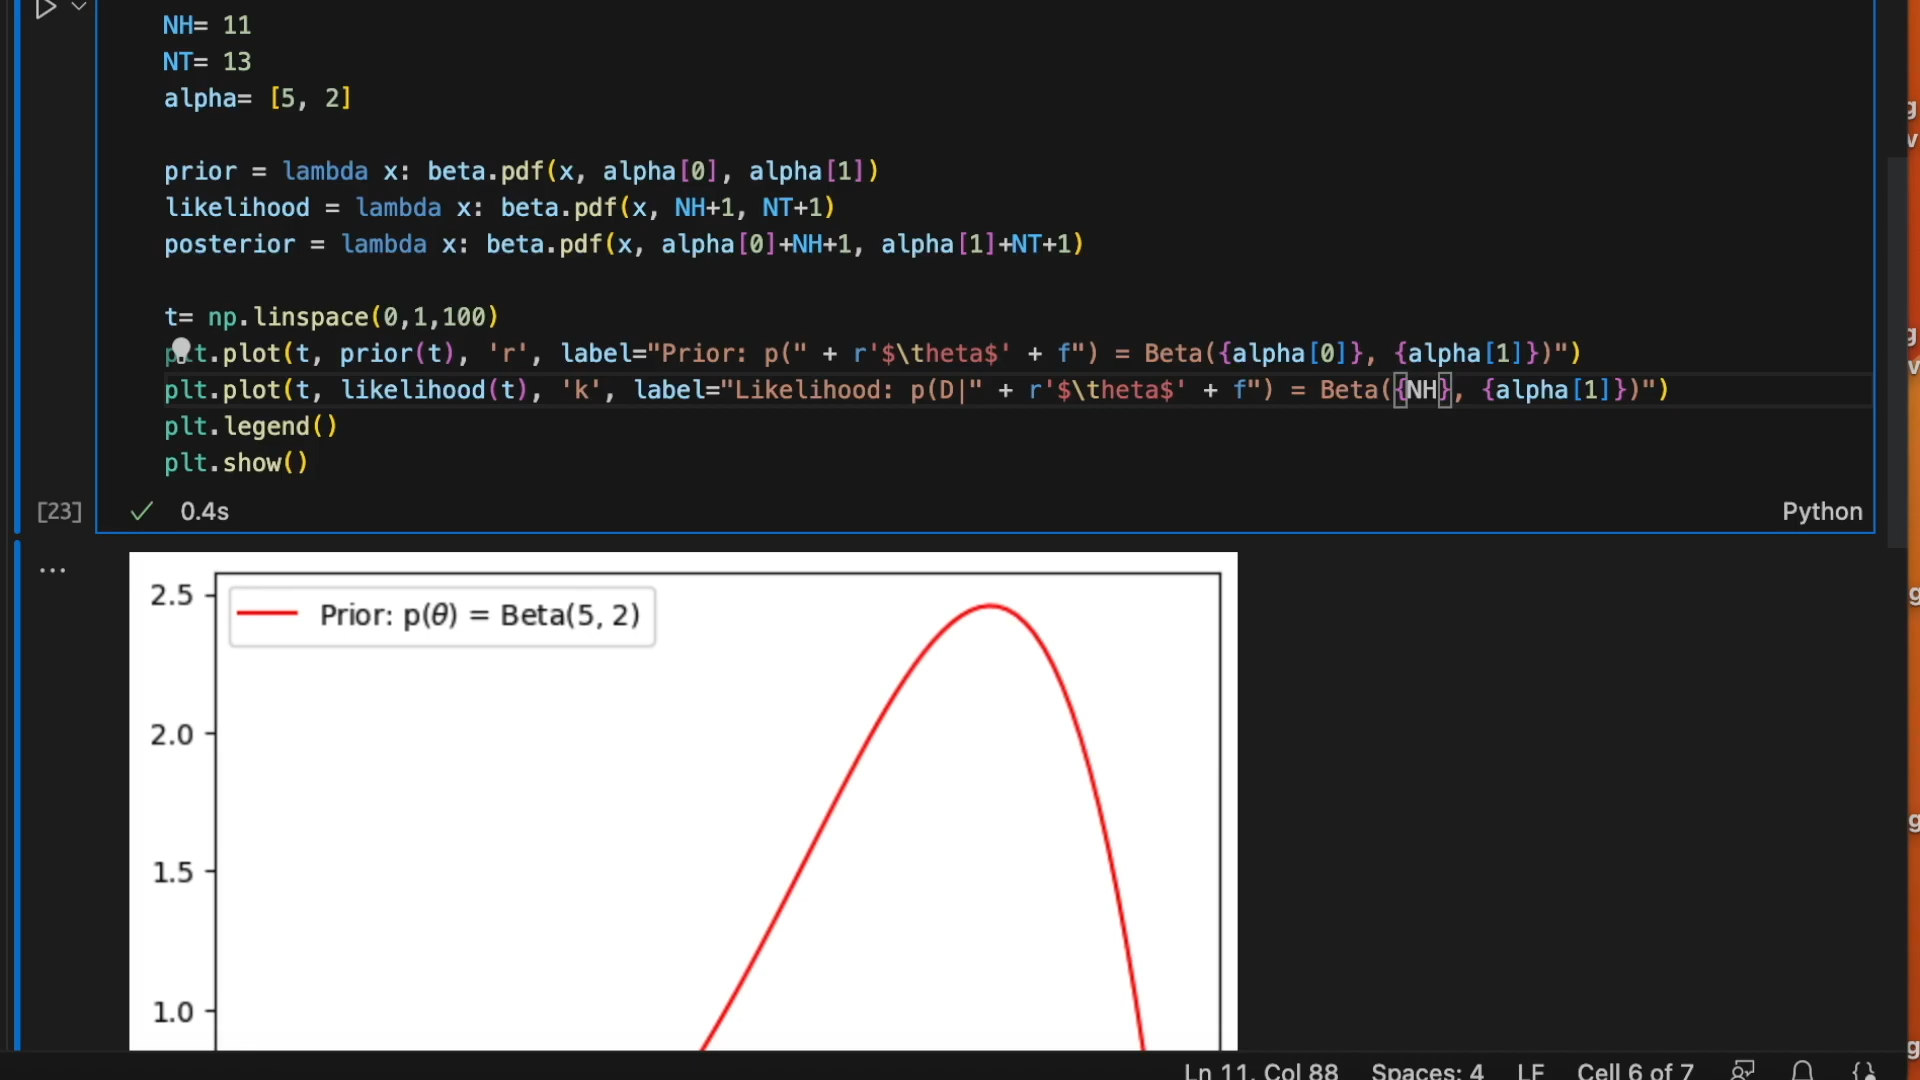 NH= 11
NT= 13
alpha= [5, 2]
prior = lambda x: beta.pdf(x, alpha[0], alpha[1])
likelihood = lambda x: beta.pdf(x, NH+1, NT+1)
posterior = lambda x: beta.pdf(x, alpha[0]+NH+1, alpha[1]+NT+1)
t= np.linspace(0,1,100)
plt.plot(t, prior(t), 'r', label="Prior: p(" + r'$\theta$' + f") = Beta({alpha[0]}, {alpha[1]})")
plt.plot(t, likelihood(t), 'k', label="Likelihood: p(D|" + r'$\theta$' + f") = Beta({NH}, {alpha[1]})")
plt.legend()
plt.show()
[23]
0.4s
Python
...
2.5
Prior: p(θ) = Beta(5, 2)
2.0
1.5
1.0
Ln 11, Col 88
Spaces: 4
LF
Cell 6 of 7